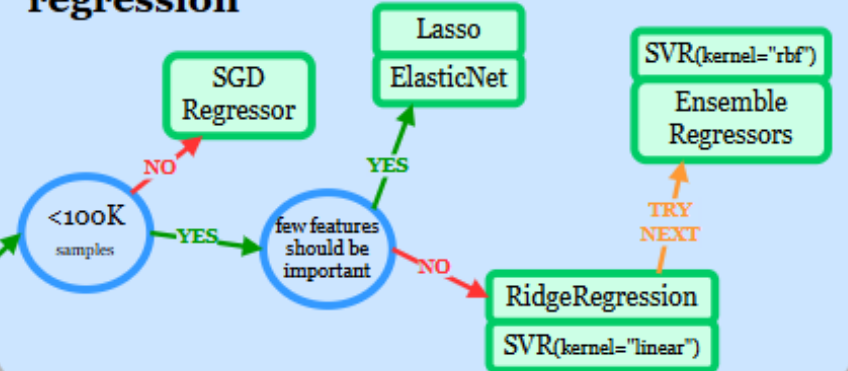 regression
Lasso
ElasticNet
SGD
Regressor
SVR(kernel="rbf")
Ensemble
Regressors
NO
YES
<100K
samples
YES
few features
should be
important
NO
TRY
NEXT
RidgeRegression
SVR(kernel="linear")